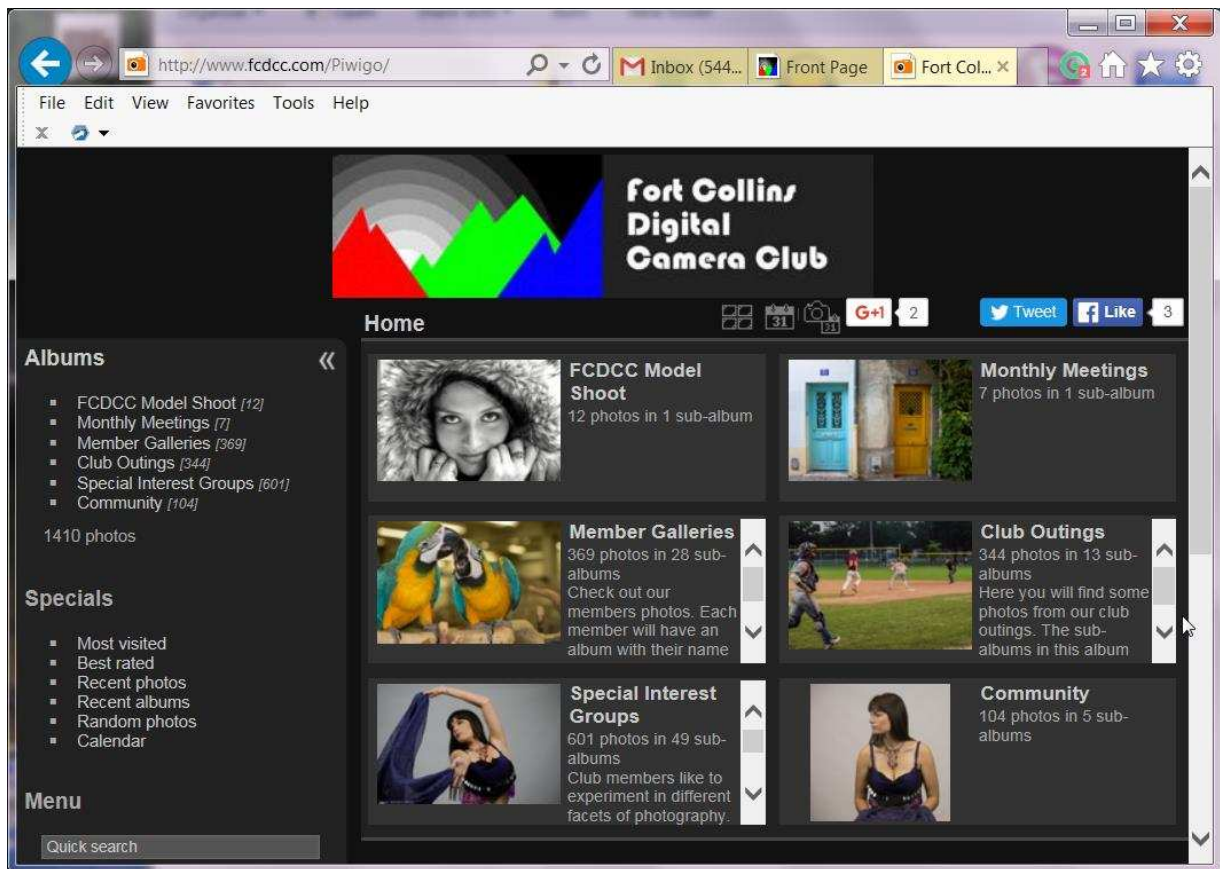 http://www.fcdcc.com/Piwigo/
Inbox (544...
Front Page
Fort Col...
2
File Edit View Favorites Tools Help
Fort Collins
Digital
Camera Club
Home
31
31
G+1
2
Tweet
Like
3
Albums
FCDCC Model Shoot [12]
Monthly Meetings [7]
Member Galleries [369]
Club Outings [344]
Special Interest Groups [601]
Community [104]
1410 photos
Specials
Most visited
Best rated
Recent photos
Recent albums
Random photos
Calendar
Menu
Quick search
FCDCC Model
Shoot
12 photos in 1 sub-album
Monthly Meetings
7 photos in 1 sub-album
Member Galleries
369 photos in 28 sub-
albums
Check out our
members photos. Each
member will have an
album with their name
Club Outings
344 photos in 13 sub-
albums
Here you will find some
photos from our club
outings. The sub-
albums in this album
Special Interest
Groups
601 photos in 49 sub-
albums
Club members like to
experiment in different
facets of photography.
Community
104 photos in 5 sub-
albums